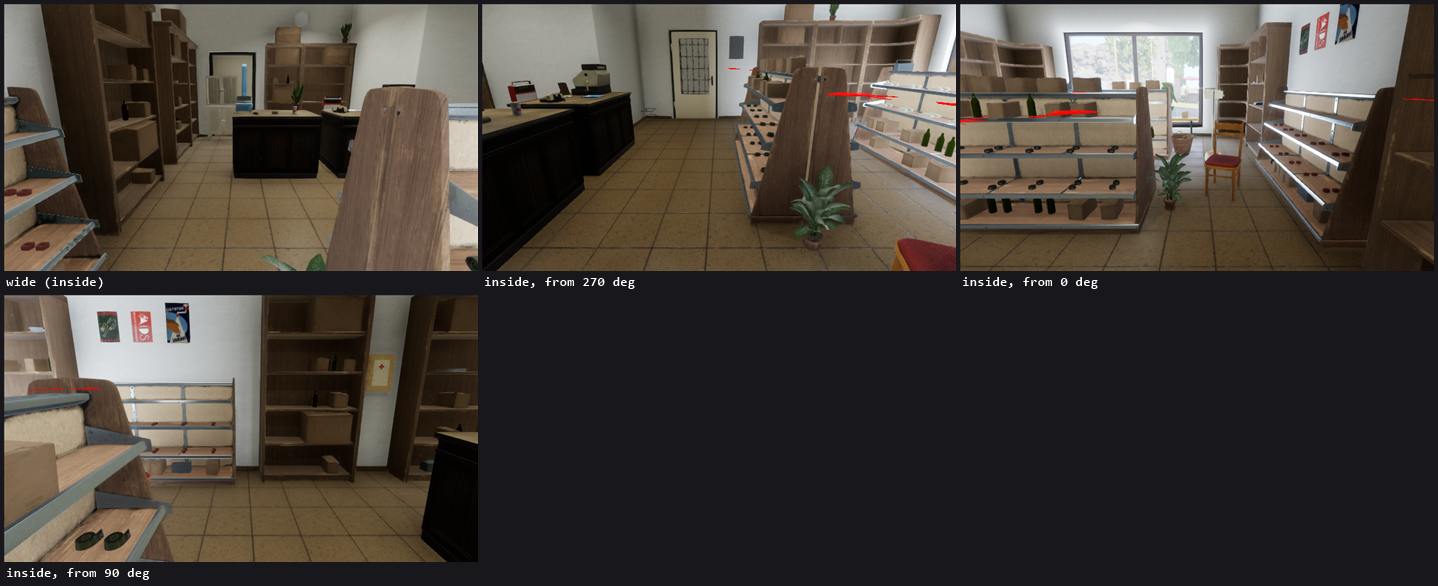 wide (inside)
inside, from 270 deg
inside, from 0 deg
inside, from 90 deg